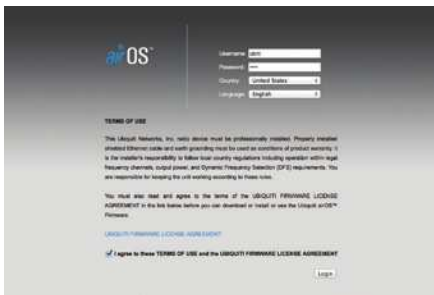 airOS™
Username: ubnt
Password: ••••
Country: United States
Language: English
TERMS OF USE
This Ubiquiti Networks, Inc. radio device must be professionally installed. Properly installed
shielded Ethernet cable and earth grounding must be used as conditions of product warranty. It
is the installer's responsibility to follow local country regulations including operation within legal
frequency channels, output power, and Dynamic Frequency Selection (DFS) requirements. You
are responsible for keeping the unit working according to these rules.
You must also read and agree to the terms of the UBIQUITI FIRMWARE LICENSE
AGREEMENT in the link below before you can download or install or use the Ubiquiti airOS™
Firmware.
UBIQUITI FIRMWARE LICENSE AGREEMENT
I agree to these TERMS OF USE and the UBIQUITI FIRMWARE LICENSE AGREEMENT
Login